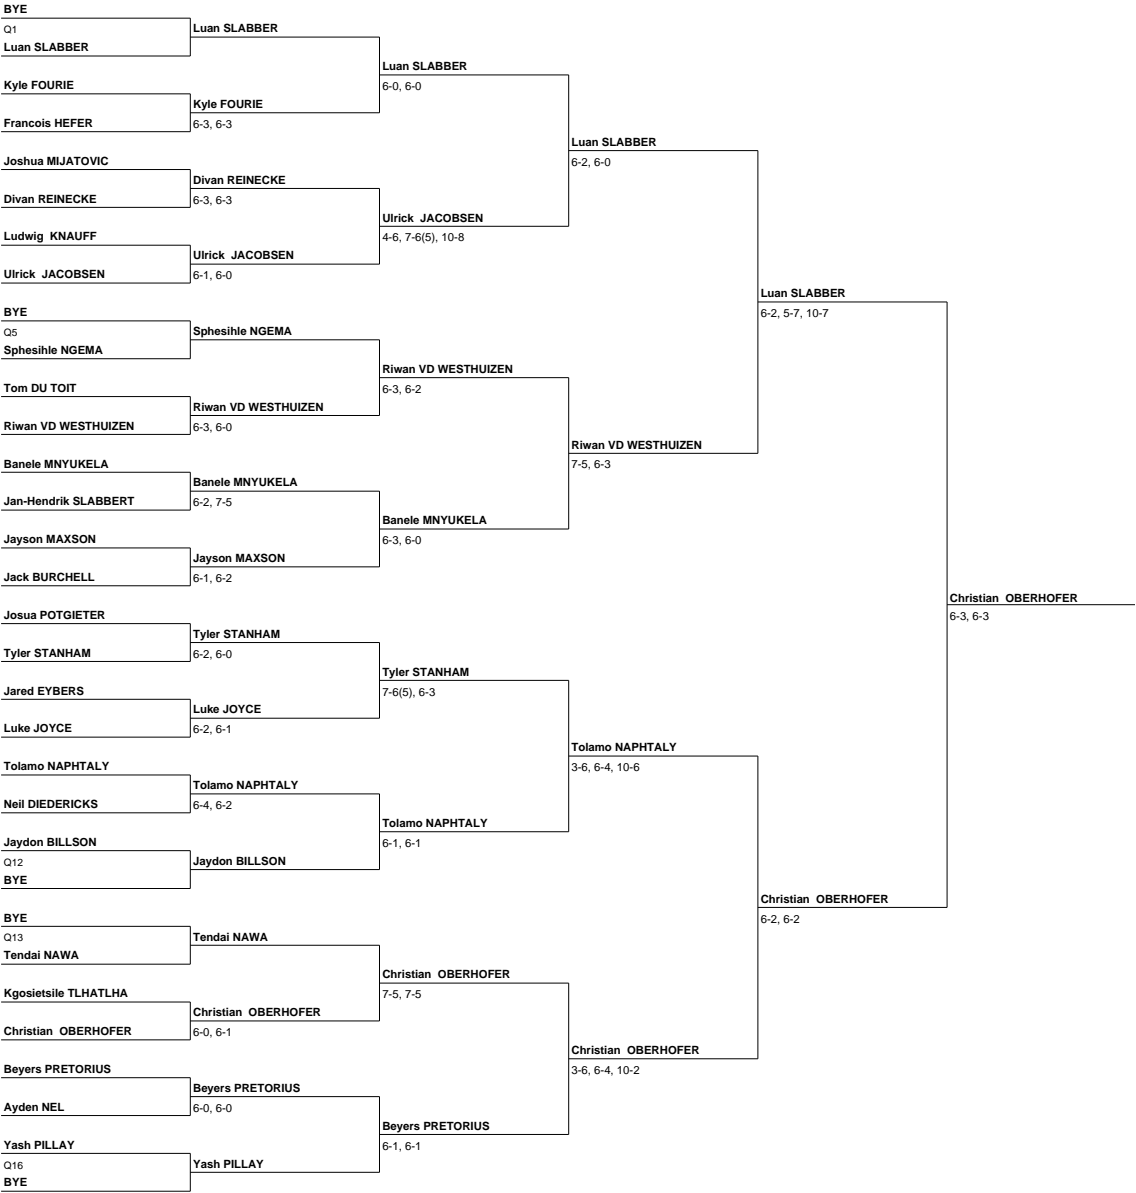 BYE
Q1
Luan SLABBER
Kyle FOURIE
Francois HEFER
Joshua MIJATOVIC
Divan REINECKE
Ludwig KNAUFF
Ulrick JACOBSEN
BYE
Q5
Sphesihle NGEMA
Tom DU TOIT
Riwan VD WESTHUIZEN
Banele MNYUKELA
Jan-Hendrik SLABBERT
Jayson MAXSON
Jack BURCHELL
Josua POTGIETER
Tyler STANHAM
Jared EYBERS
Luke JOYCE
Tolamo NAPHTALY
Neil DIEDERICKS
Jaydon BILLSON
Q12
BYE
BYE
Q13
Tendai NAWA
Kgosietsile TLHATLHA
Christian OBERHOFER
Beyers PRETORIUS
Ayden NEL
Yash PILLAY
Q16
BYE
Luan SLABBER
Kyle FOURIE
6-3, 6-3
Divan REINECKE
6-3, 6-3
Ulrick JACOBSEN
6-1, 6-0
Sphesihle NGEMA
Riwan VD WESTHUIZEN
6-3, 6-0
Banele MNYUKELA
6-2, 7-5
Jayson MAXSON
6-1, 6-2
Tyler STANHAM
6-2, 6-0
Luke JOYCE
6-2, 6-1
Tolamo NAPHTALY
6-4, 6-2
Jaydon BILLSON
Tendai NAWA
Christian OBERHOFER
6-0, 6-1
Beyers PRETORIUS
6-0, 6-0
Yash PILLAY
Luan SLABBER
6-0, 6-0
Ulrick JACOBSEN
4-6, 7-6(5), 10-8
Riwan VD WESTHUIZEN
6-3, 6-2
Banele MNYUKELA
6-3, 6-0
Tyler STANHAM
7-6(5), 6-3
Tolamo NAPHTALY
6-1, 6-1
Christian OBERHOFER
7-5, 7-5
Beyers PRETORIUS
6-1, 6-1
Luan SLABBER
6-2, 6-0
Riwan VD WESTHUIZEN
7-5, 6-3
Tolamo NAPHTALY
3-6, 6-4, 10-6
Christian OBERHOFER
3-6, 6-4, 10-2
Luan SLABBER
6-2, 5-7, 10-7
Christian OBERHOFER
6-2, 6-2
Christian OBERHOFER
6-3, 6-3